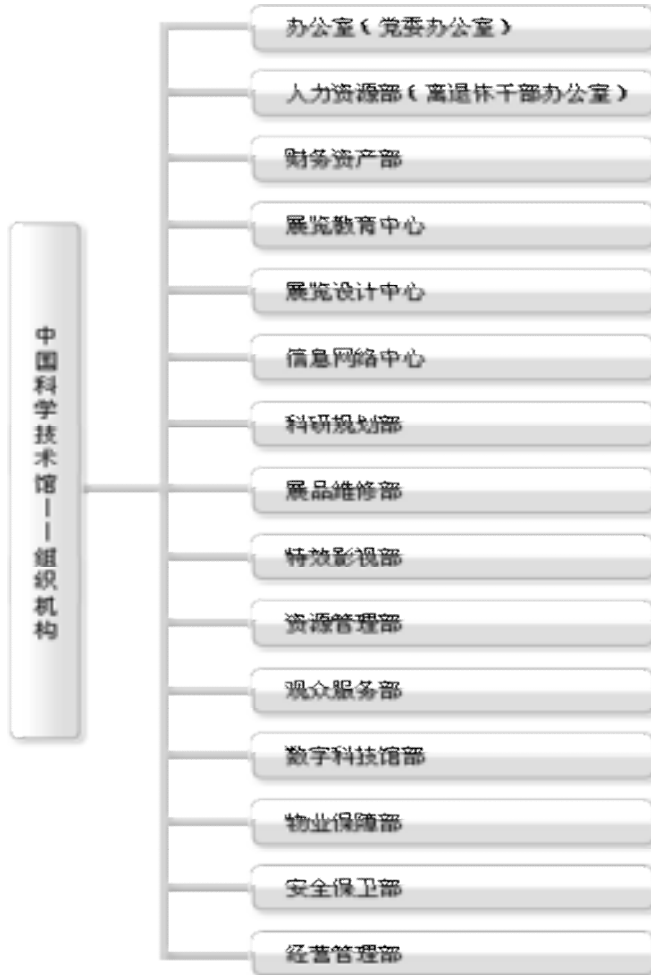 中国科学技术馆——组织机构
办公室（党委办公室）
人力资源部（离退休干部办公室）
财务资产部
展览教育中心
展览设计中心
信息网络中心
科研规划部
展品维修部
特效影视部
资源管理部
观众服务部
数字科技馆部
物业保障部
安全保卫部
经营管理部